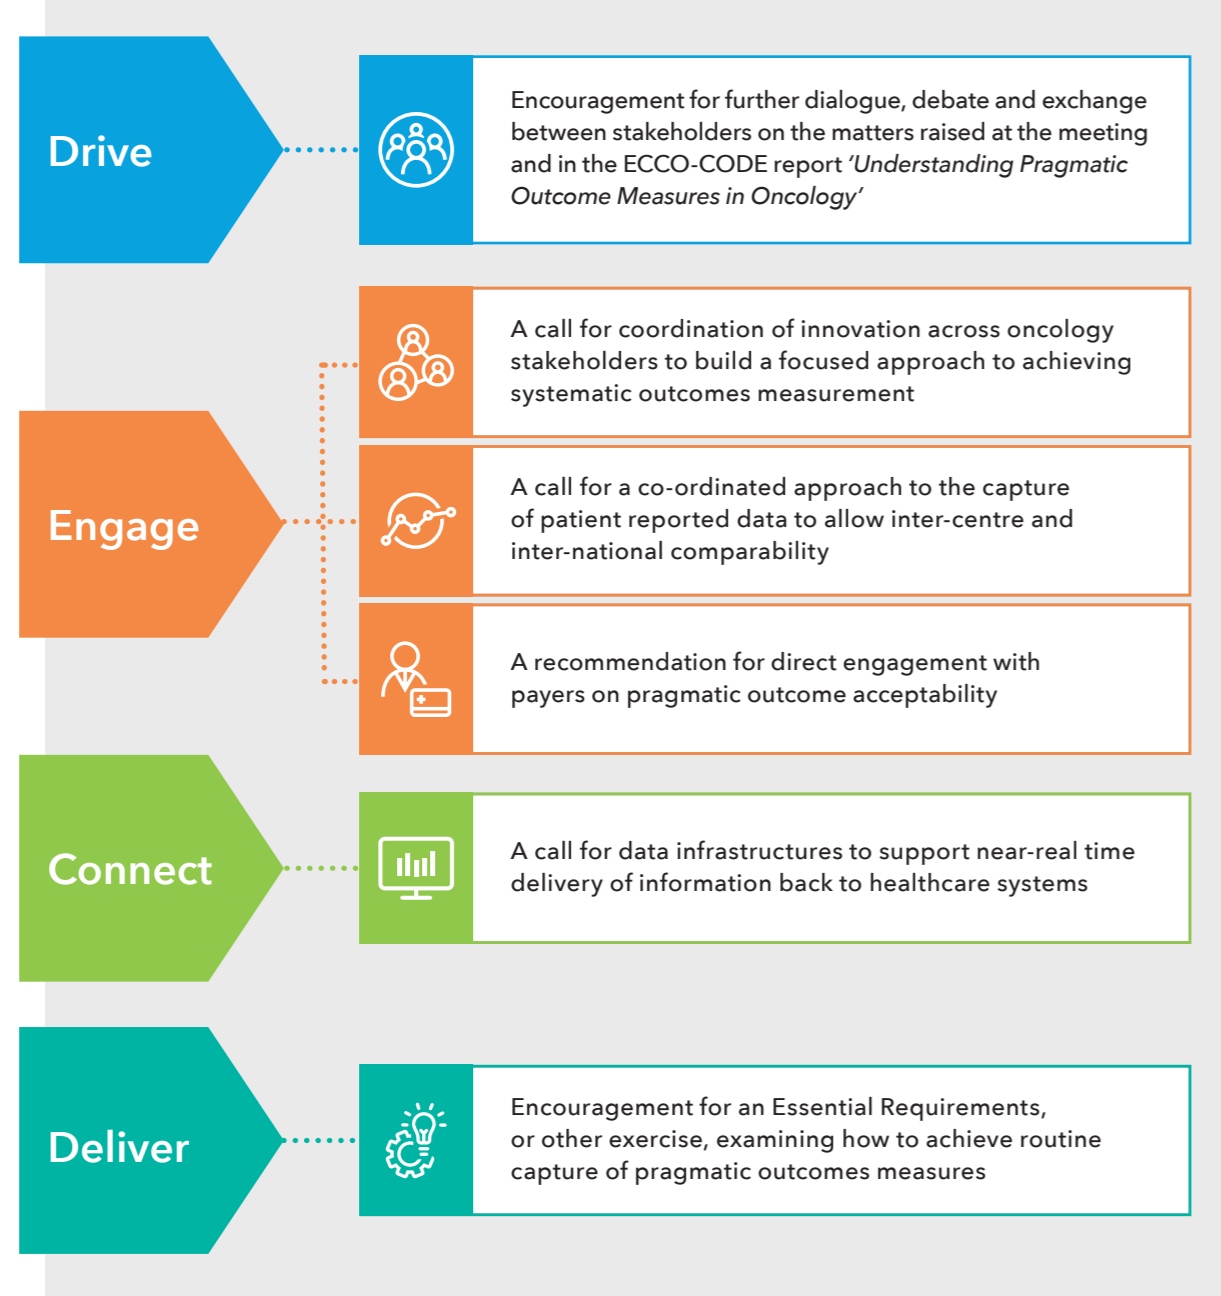 Drive
Encouragement for further dialogue, debate and exchange
between stakeholders on the matters raised at the meeting
and in the ECCO-CODE report ‘Understanding Pragmatic
Outcome Measures in Oncology’
Engage
A call for coordination of innovation across oncology
stakeholders to build a focused approach to achieving
systematic outcomes measurement
A call for a co-ordinated approach to the capture
of patient reported data to allow inter-centre and
inter-national comparability
A recommendation for direct engagement with
payers on pragmatic outcome acceptability
Connect
A call for data infrastructures to support near-real time
delivery of information back to healthcare systems
Deliver
Encouragement for an Essential Requirements,
or other exercise, examining how to achieve routine
capture of pragmatic outcomes measures